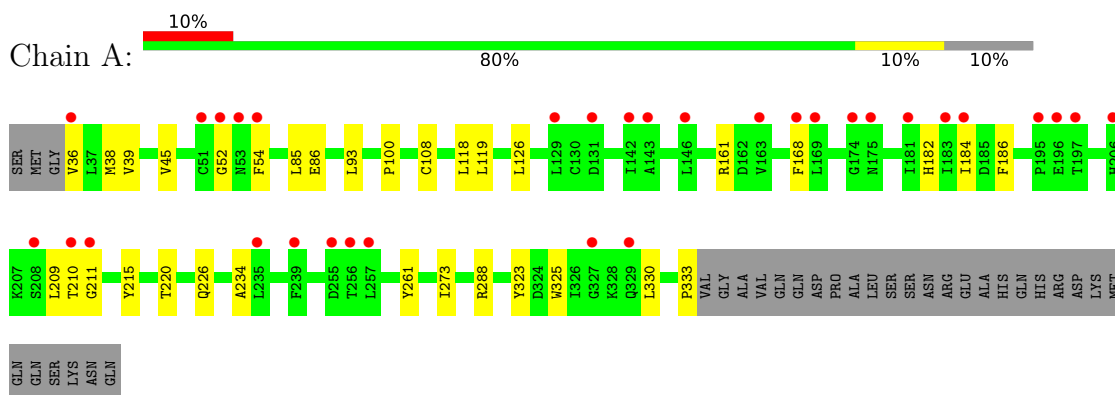 10%
Chain A:
80% 10% 10%
SER MET GLY V36 L37 M38 V39 V45 C51 G52 N53 F54 L85 E86 L93 P100 C108 L118 L119 L126 L129 C130 D131 I142 A143 L146 R161 D162 V163 F168 L169 G174 N175 I181 H182 I183 I184 D185 F186 P195 E196 T197 H206
K207 S208 L209 T210 G211 Y215 T220 Q226 A234 L235 F239 D255 T256 L257 Y261 I273 R288 Y323 D324 W325 I326 G327 K328 Q329 L330 P333 VAL GLY ALA VAL GLN GLN ASP PRO ALA LEU SER SER ASN ARG GLU ALA HIS GLN HIS ARG ASP LYS MET
GLN GLN SER LYS ASN GLN